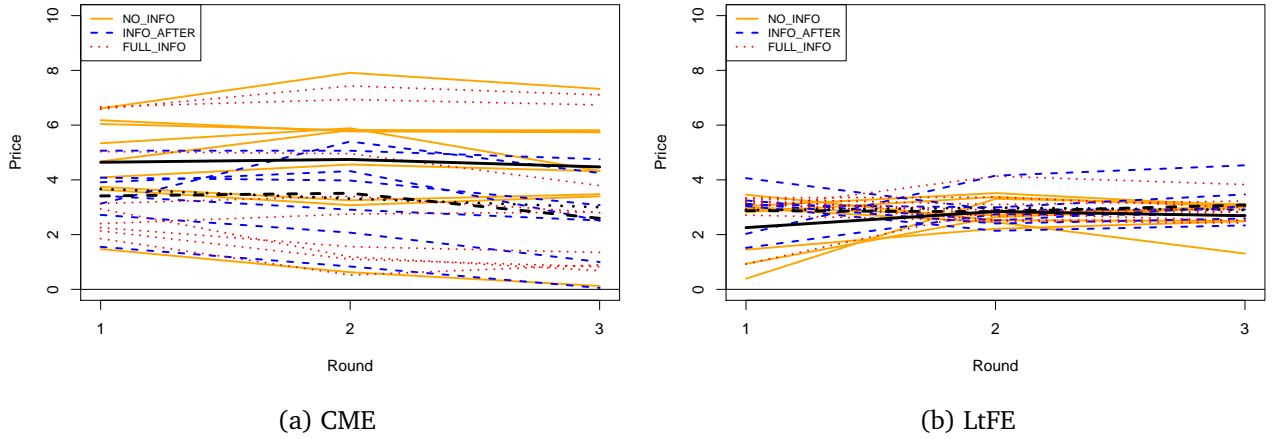 10
8
6
4
2
0
Price
NO_INFO
INFO_AFTER
FULL_INFO
1 2 3
Round
(a) CME
10
8
6
4
2
0
Price
NO_INFO
INFO_AFTER
FULL_INFO
1 2 3
Round
(b) LtFE